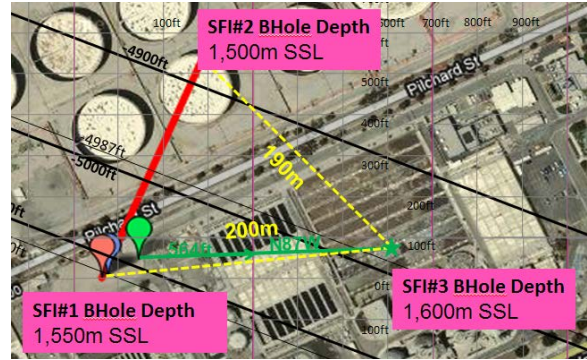 100ft
600ft
700ft
800ft
900ft
SFI#2 BHole Depth
1,500m SSL
-4900ft
500ft
Pilchard St
400ft
-4987ft
-5000ft
300ft
190m
200ft
Pilchard St
200m
564ft
N87W
100ft
0ft
SFI#3 BHole Depth
1,600m SSL
SFI#1 BHole Depth
1,550m SSL
100ft